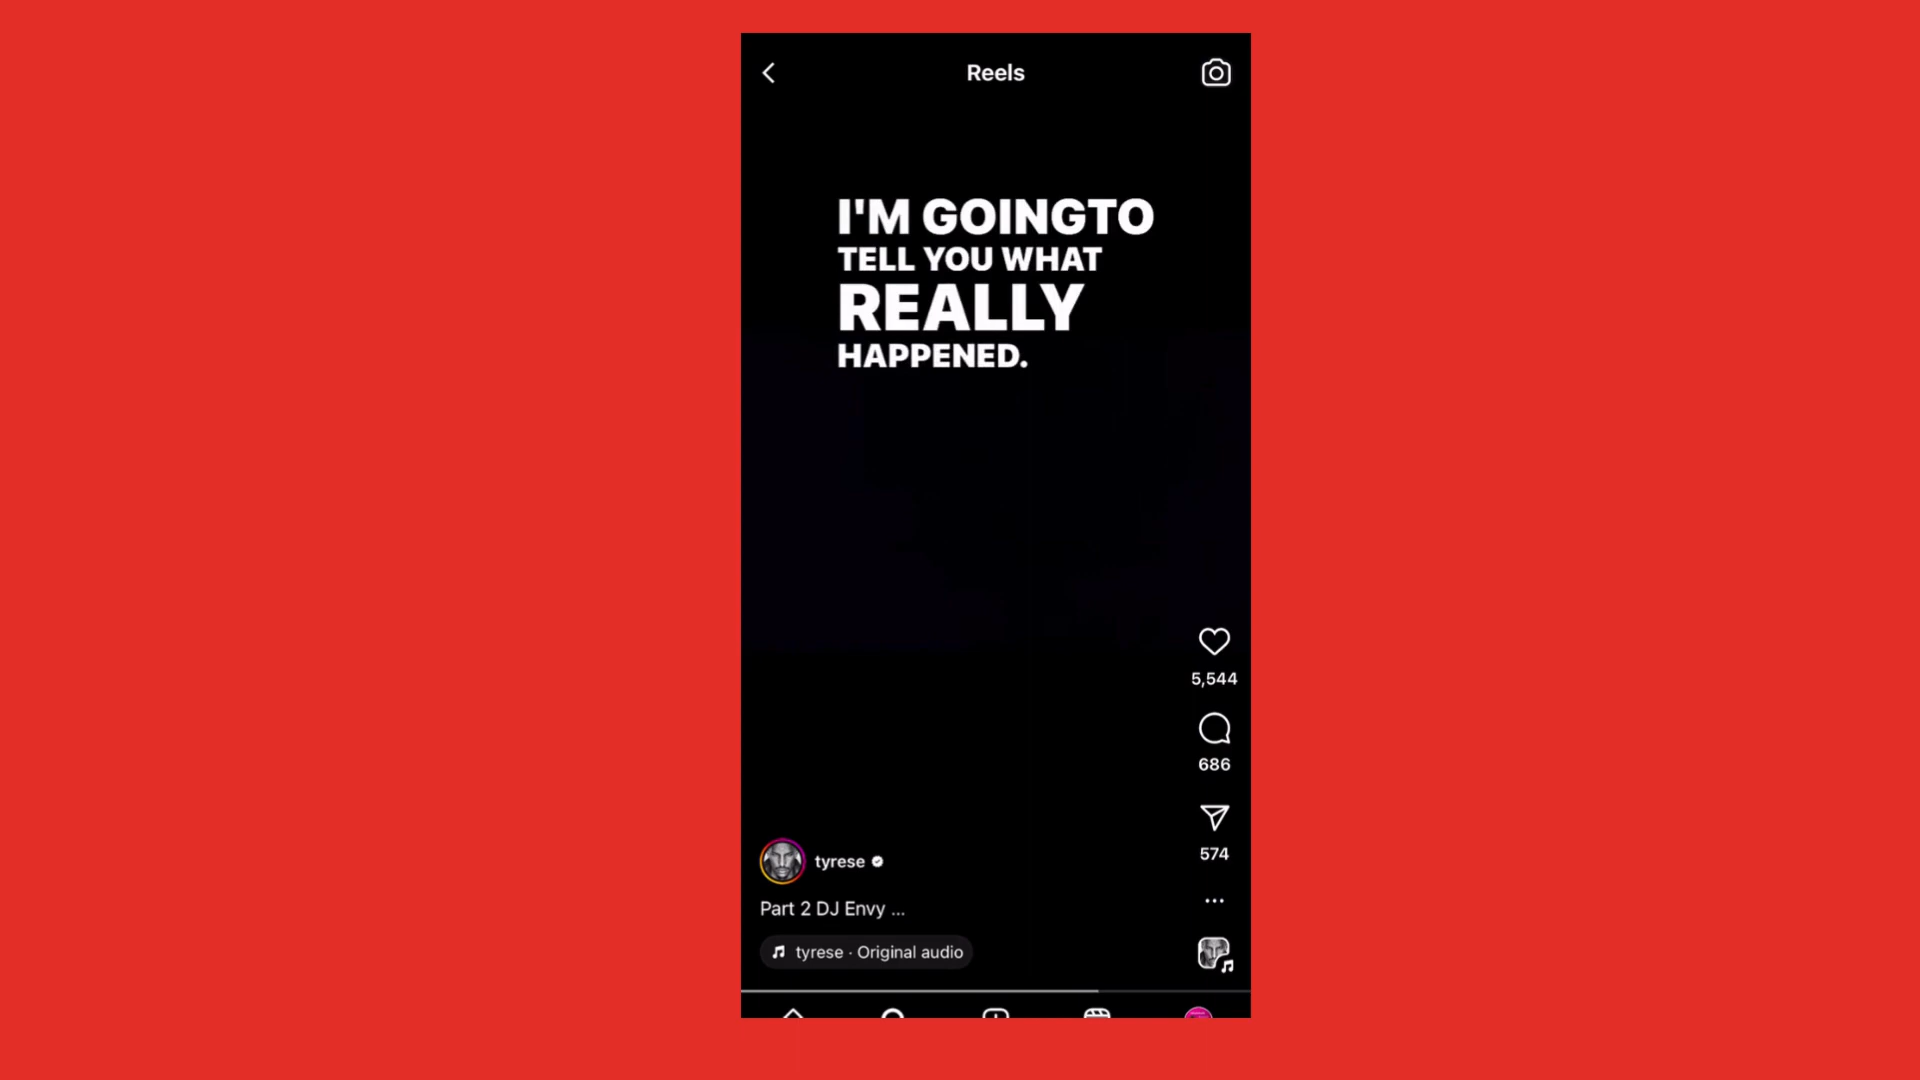 Reels
I'M GOINGTO
TELL YOU WHAT
REALLY
HAPPENED.
5,544
686
574
tyrese
Part 2 DJ Envy ...
tyrese · Original audio